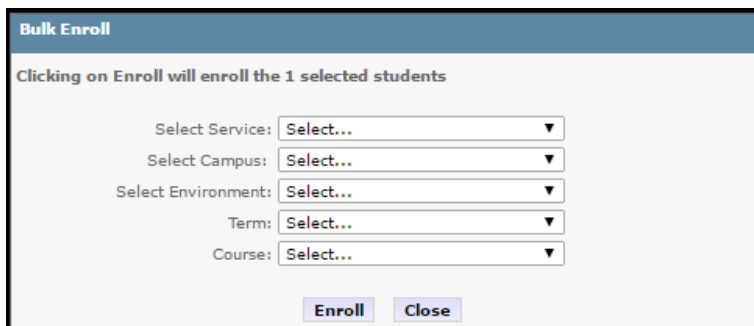 Bulk Enroll
Clicking on Enroll will enroll the 1 selected students
Select Service: Select...
Select Campus: Select...
Select Environment: Select...
Term: Select...
Course: Select...
Enroll Close